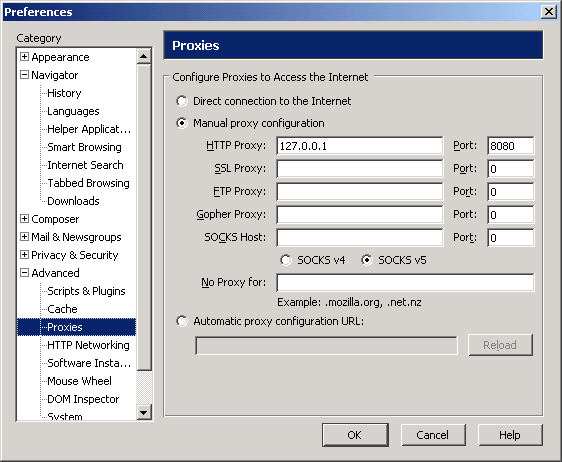 Preferences
Category
Appearance
Navigator
History
Languages
Helper Applicat...
Smart Browsing
Internet Search
Tabbed Browsing
Downloads
Composer
Mail & Newsgroups
Privacy & Security
Advanced
Scripts & Plugins
Cache
Proxies
HTTP Networking
Software Insta...
Mouse Wheel
DOM Inspector
System
Proxies
Configure Proxies to Access the Internet
Direct connection to the Internet
Manual proxy configuration
HTTP Proxy: 127.0.0.1 Port: 8080
SSL Proxy: Port: 0
FTP Proxy: Port: 0
Gopher Proxy: Port: 0
SOCKS Host: Port: 0
SOCKS v4 SOCKS v5
No Proxy for:
Example: .mozilla.org, .net.nz
Automatic proxy configuration URL:
Reload
OK Cancel Help